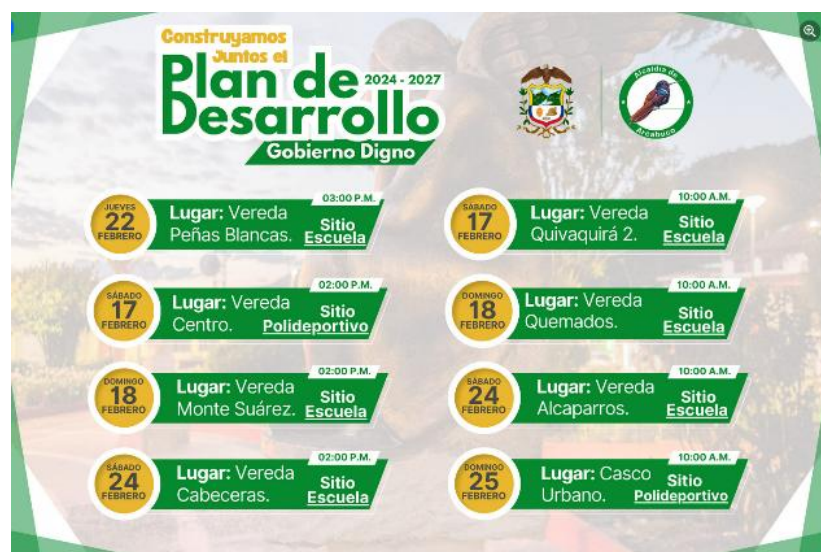 Construyamos
Juntos el
Plan de 2024 - 2027
Desarrollo
Gobierno Digno
Alcaldía de
Arcabuco
JUEVES
22
FEBRERO
03:00 P.M.
Lugar: Vereda
Peñas Blancas.
Sitio
Escuela
SÁBADO
17
FEBRERO
10:00 A.M.
Lugar: Vereda
Quivaquirá 2.
Sitio
Escuela
SÁBADO
17
FEBRERO
02:00 P.M.
Lugar: Vereda
Centro.
Sitio
Polideportivo
DOMINGO
18
FEBRERO
10:00 A.M.
Lugar: Vereda
Quemados.
Sitio
Escuela
DOMINGO
18
FEBRERO
02:00 P.M.
Lugar: Vereda
Monte Suárez.
Sitio
Escuela
SÁBADO
24
FEBRERO
10:00 A.M.
Lugar: Vereda
Alcaparros.
Sitio
Escuela
SÁBADO
24
FEBRERO
02:00 P.M.
Lugar: Vereda
Cabeceras.
Sitio
Escuela
DOMINGO
25
FEBRERO
10:00 A.M.
Lugar: Casco
Urbano.
Sitio
Polideportivo